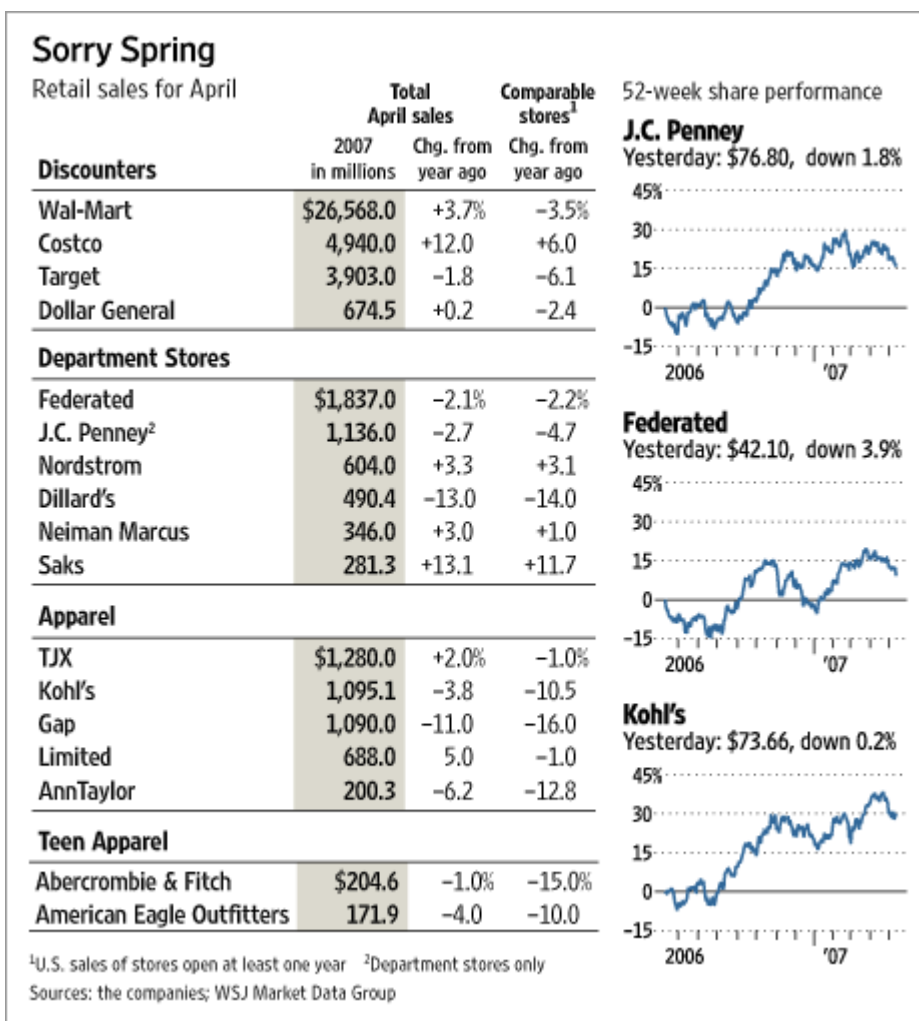 Sorry Spring
Retail sales for April
Total April sales
Comparable stores¹
Discounters
2007 in millions
Chg. from year ago
Chg. from year ago
Wal-Mart $26,568.0 +3.7% −3.5%
Costco 4,940.0 +12.0 +6.0
Target 3,903.0 −1.8 −6.1
Dollar General 674.5 +0.2 −2.4
Department Stores
Federated $1,837.0 −2.1% −2.2%
J.C. Penney² 1,136.0 −2.7 −4.7
Nordstrom 604.0 +3.3 +3.1
Dillard's 490.4 −13.0 −14.0
Neiman Marcus 346.0 +3.0 +1.0
Saks 281.3 +13.1 +11.7
Apparel
TJX $1,280.0 +2.0% −1.0%
Kohl's 1,095.1 −3.8 −10.5
Gap 1,090.0 −11.0 −16.0
Limited 688.0 5.0 −1.0
AnnTaylor 200.3 −6.2 −12.8
Teen Apparel
Abercrombie & Fitch $204.6 −1.0% −15.0%
American Eagle Outfitters 171.9 −4.0 −10.0
¹U.S. sales of stores open at least one year ²Department stores only
Sources: the companies; WSJ Market Data Group
52-week share performance
J.C. Penney
Yesterday: $76.80, down 1.8%
45%
30
15
0
−15
2006 '07
Federated
Yesterday: $42.10, down 3.9%
45%
30
15
0
−15
2006 '07
Kohl's
Yesterday: $73.66, down 0.2%
45%
30
15
0
−15
2006 '07